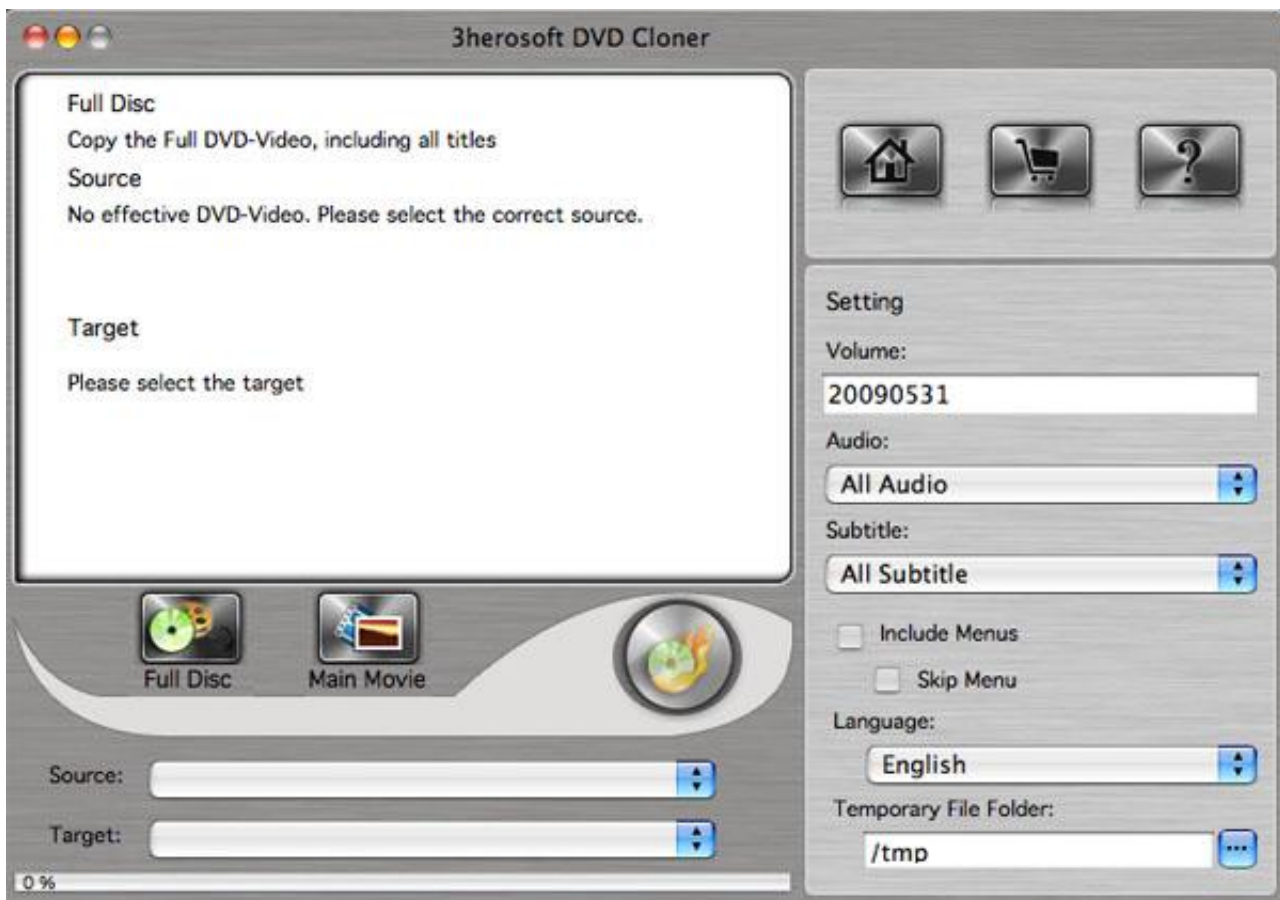 3herosoft DVD Cloner
Full Disc
Copy the Full DVD-Video, including all titles
Source
No effective DVD-Video. Please select the correct source.
Target
Please select the target
Full Disc
Main Movie
Source:
Target:
0 %
?
Setting
Volume:
20090531
Audio:
All Audio
Subtitle:
All Subtitle
Include Menus
Skip Menu
Language:
English
Temporary File Folder:
/tmp
...